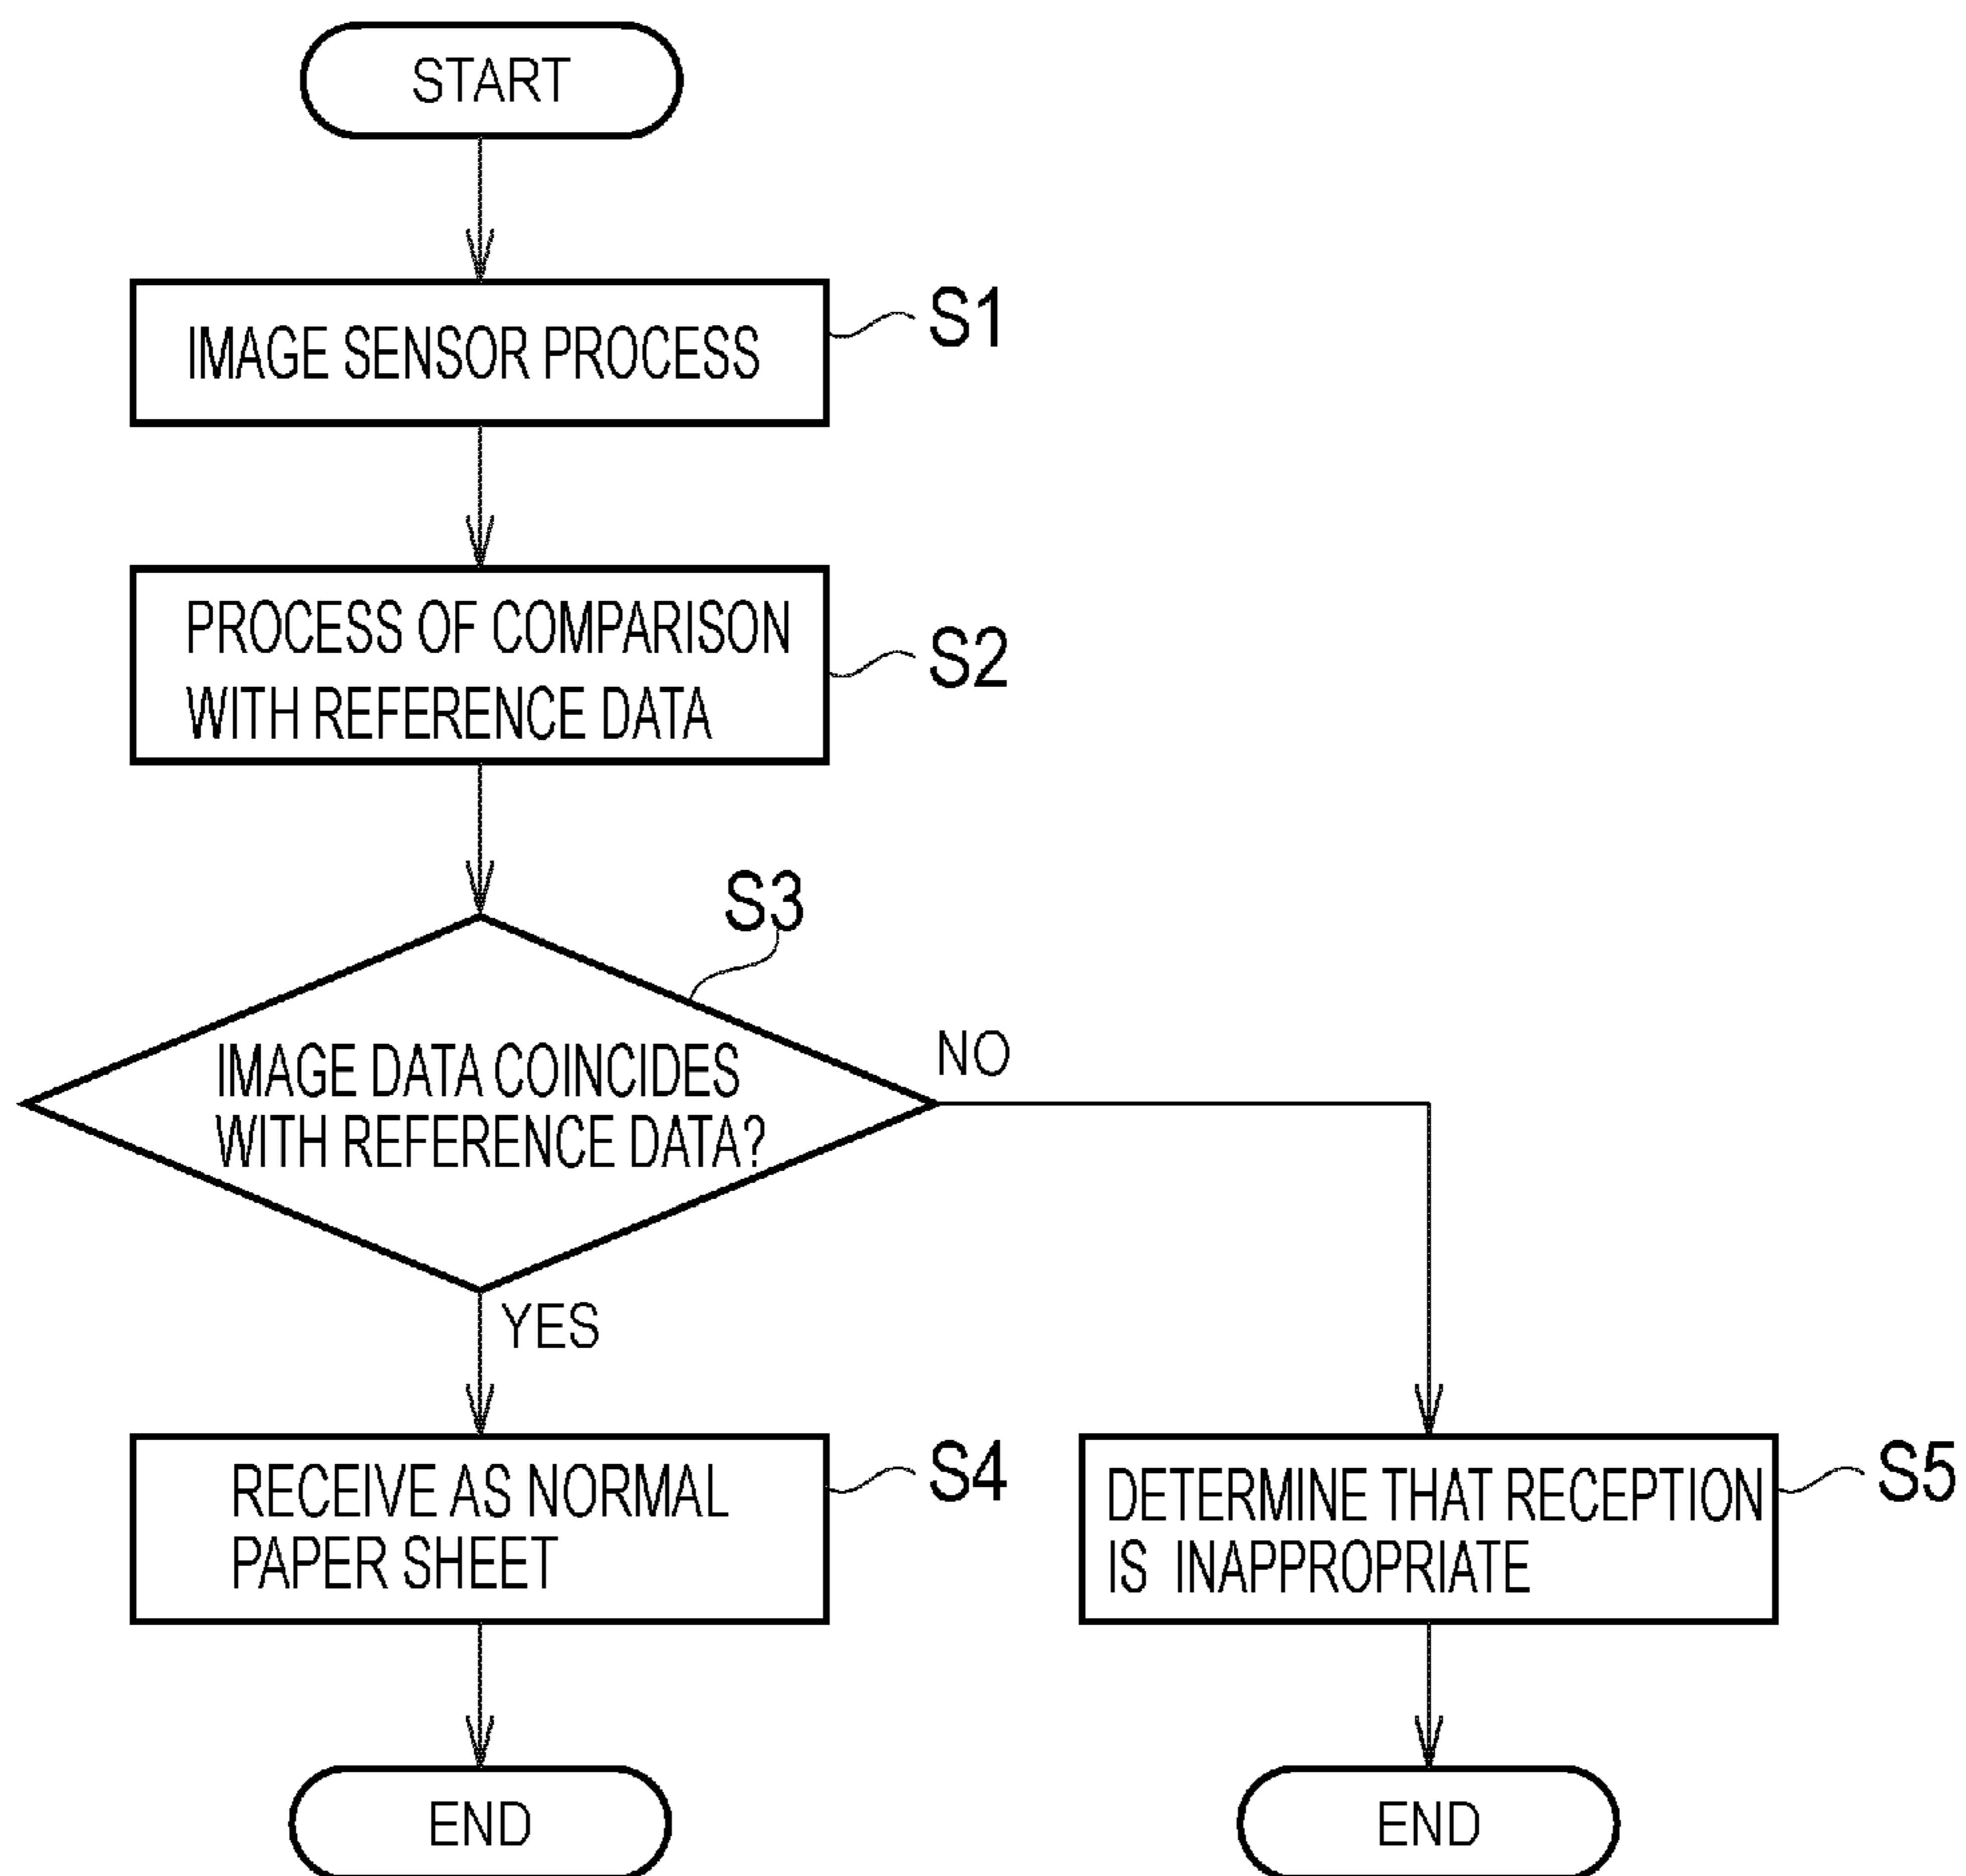 START
IMAGE SENSOR PROCESS
S1
PROCESS OF COMPARISON
WITH REFERENCE DATA
S2
S3
IMAGE DATA COINCIDES
WITH REFERENCE DATA?
NO
YES
RECEIVE AS NORMAL
PAPER SHEET
S4
DETERMINE THAT RECEPTION
IS INAPPROPRIATE
S5
END
END